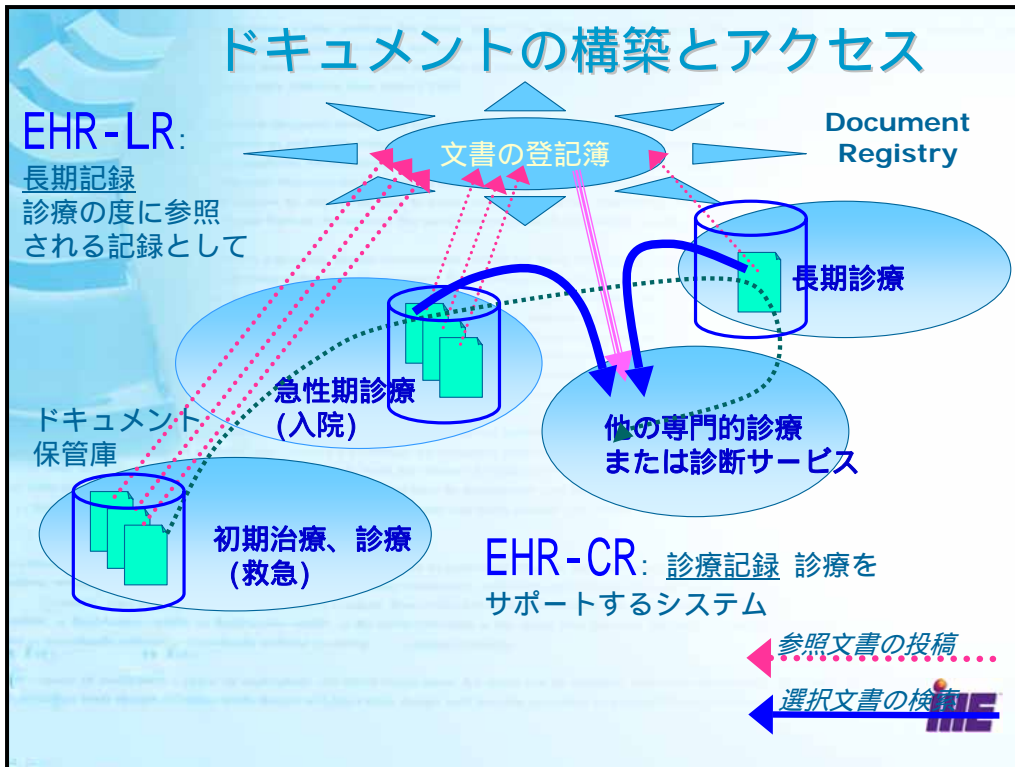 ドキュメントの構築とアクセス
EHR-LR:
長期記録
診療の度に参照
される記録として
文書の登記簿
Document
Registry
長期診療
急性期診療
(入院)
他の専門的診療
または診断サービス
ドキュメント
保管庫
初期治療、診療
(救急)
EHR-CR: 診療記録 診療を
サポートするシステム
参照文書の投稿
選択文書の検索
IHE